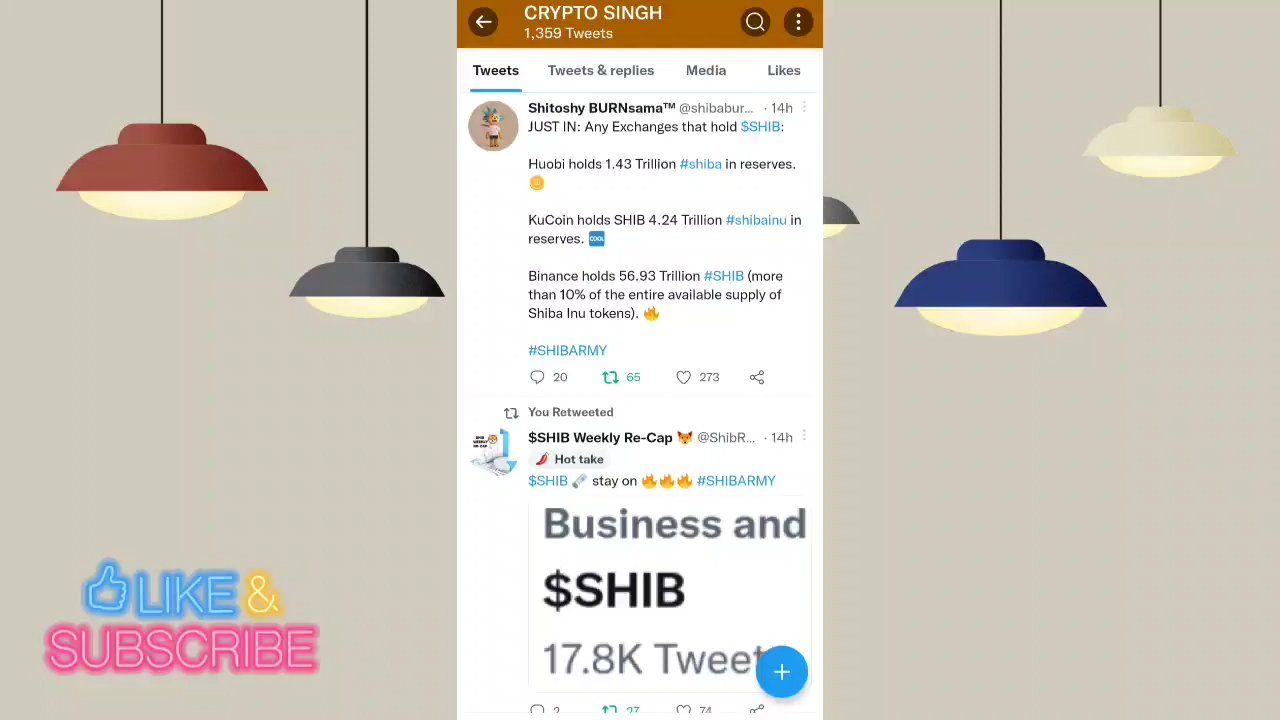 CRYPTO SINGH
1,359 Tweets
Tweets
Tweets & replies
Media
Likes
Shitoshy BURNsama™ @shibabur... · 14h
JUST IN: Any Exchanges that hold $SHIB:
Huobi holds 1.43 Trillion #shiba in reserves.
KuCoin holds SHIB 4.24 Trillion #shibainu in
reserves. COOL
Binance holds 56.93 Trillion #SHIB (more
than 10% of the entire available supply of
Shiba Inu tokens). 🔥
#SHIBARMY
20 65 273
You Retweeted
$SHIB Weekly Re-Cap 🦊 @ShibR... · 14h
🌶️ Hot take
$SHIB stay on 🔥🔥🔥 #SHIBARMY
Business and
$SHIB
17.8K Tweet
2 27 74
LIKE &
SUBSCRIBE